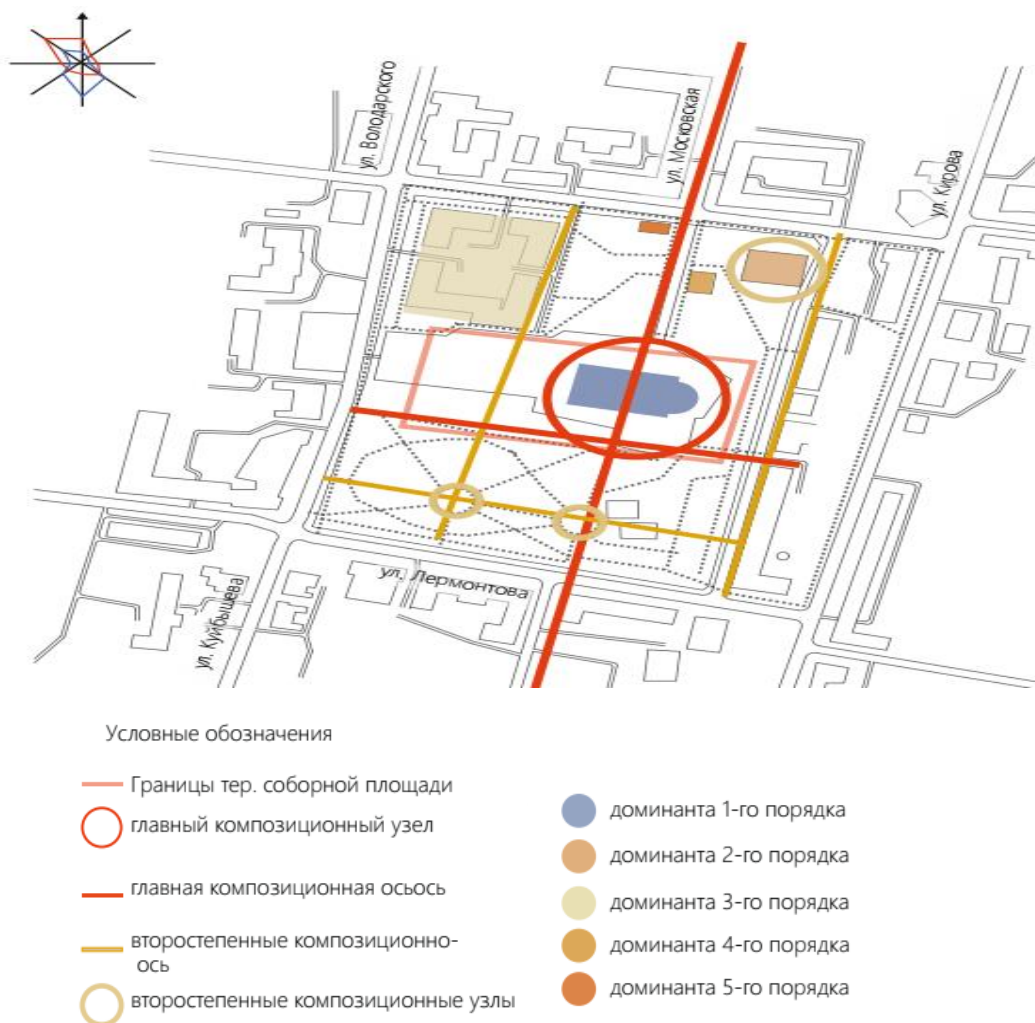 ул. Володарского
ул. Московская
ул. Кирова
ул. Лермонтова
ул. Куйбышева
Условные обозначения
Границы тер. соборной площади
главный композиционный узел
главная композиционная осьось
второстепенные композиционно-
ось
второстепенные композиционные узлы
доминанта 1-го порядка
доминанта 2-го порядка
доминанта 3-го порядка
доминанта 4-го порядка
доминанта 5-го порядка